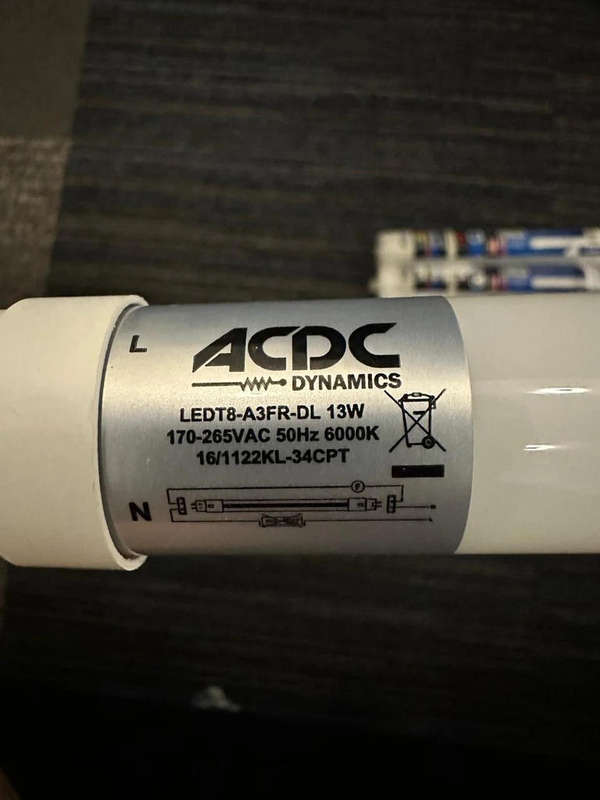 L
ACDC
DYNAMICS
LEDT8-A3FR-DL 13W
170-265VAC 50Hz 6000K
16/1122KL-34CPT
N